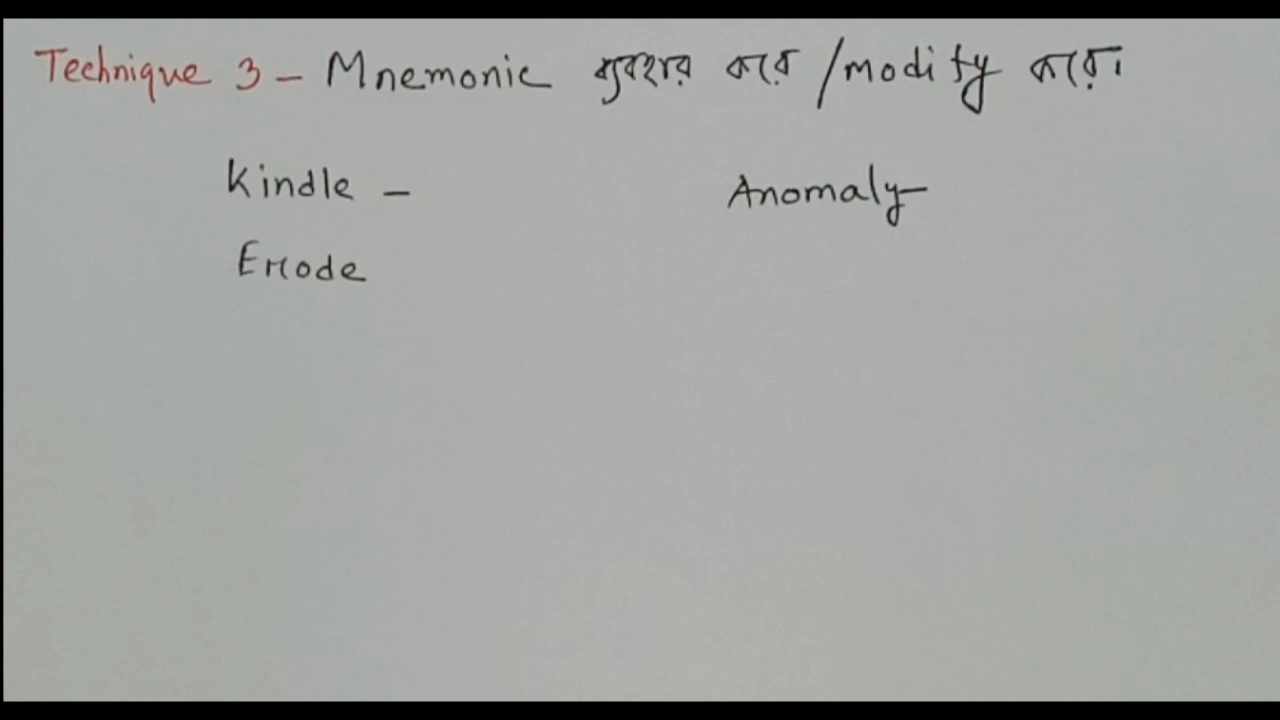 Technique 3 - Mnemonic ব্যবহার করে /modify করে।
Kindle -
Anomaly-
Erode